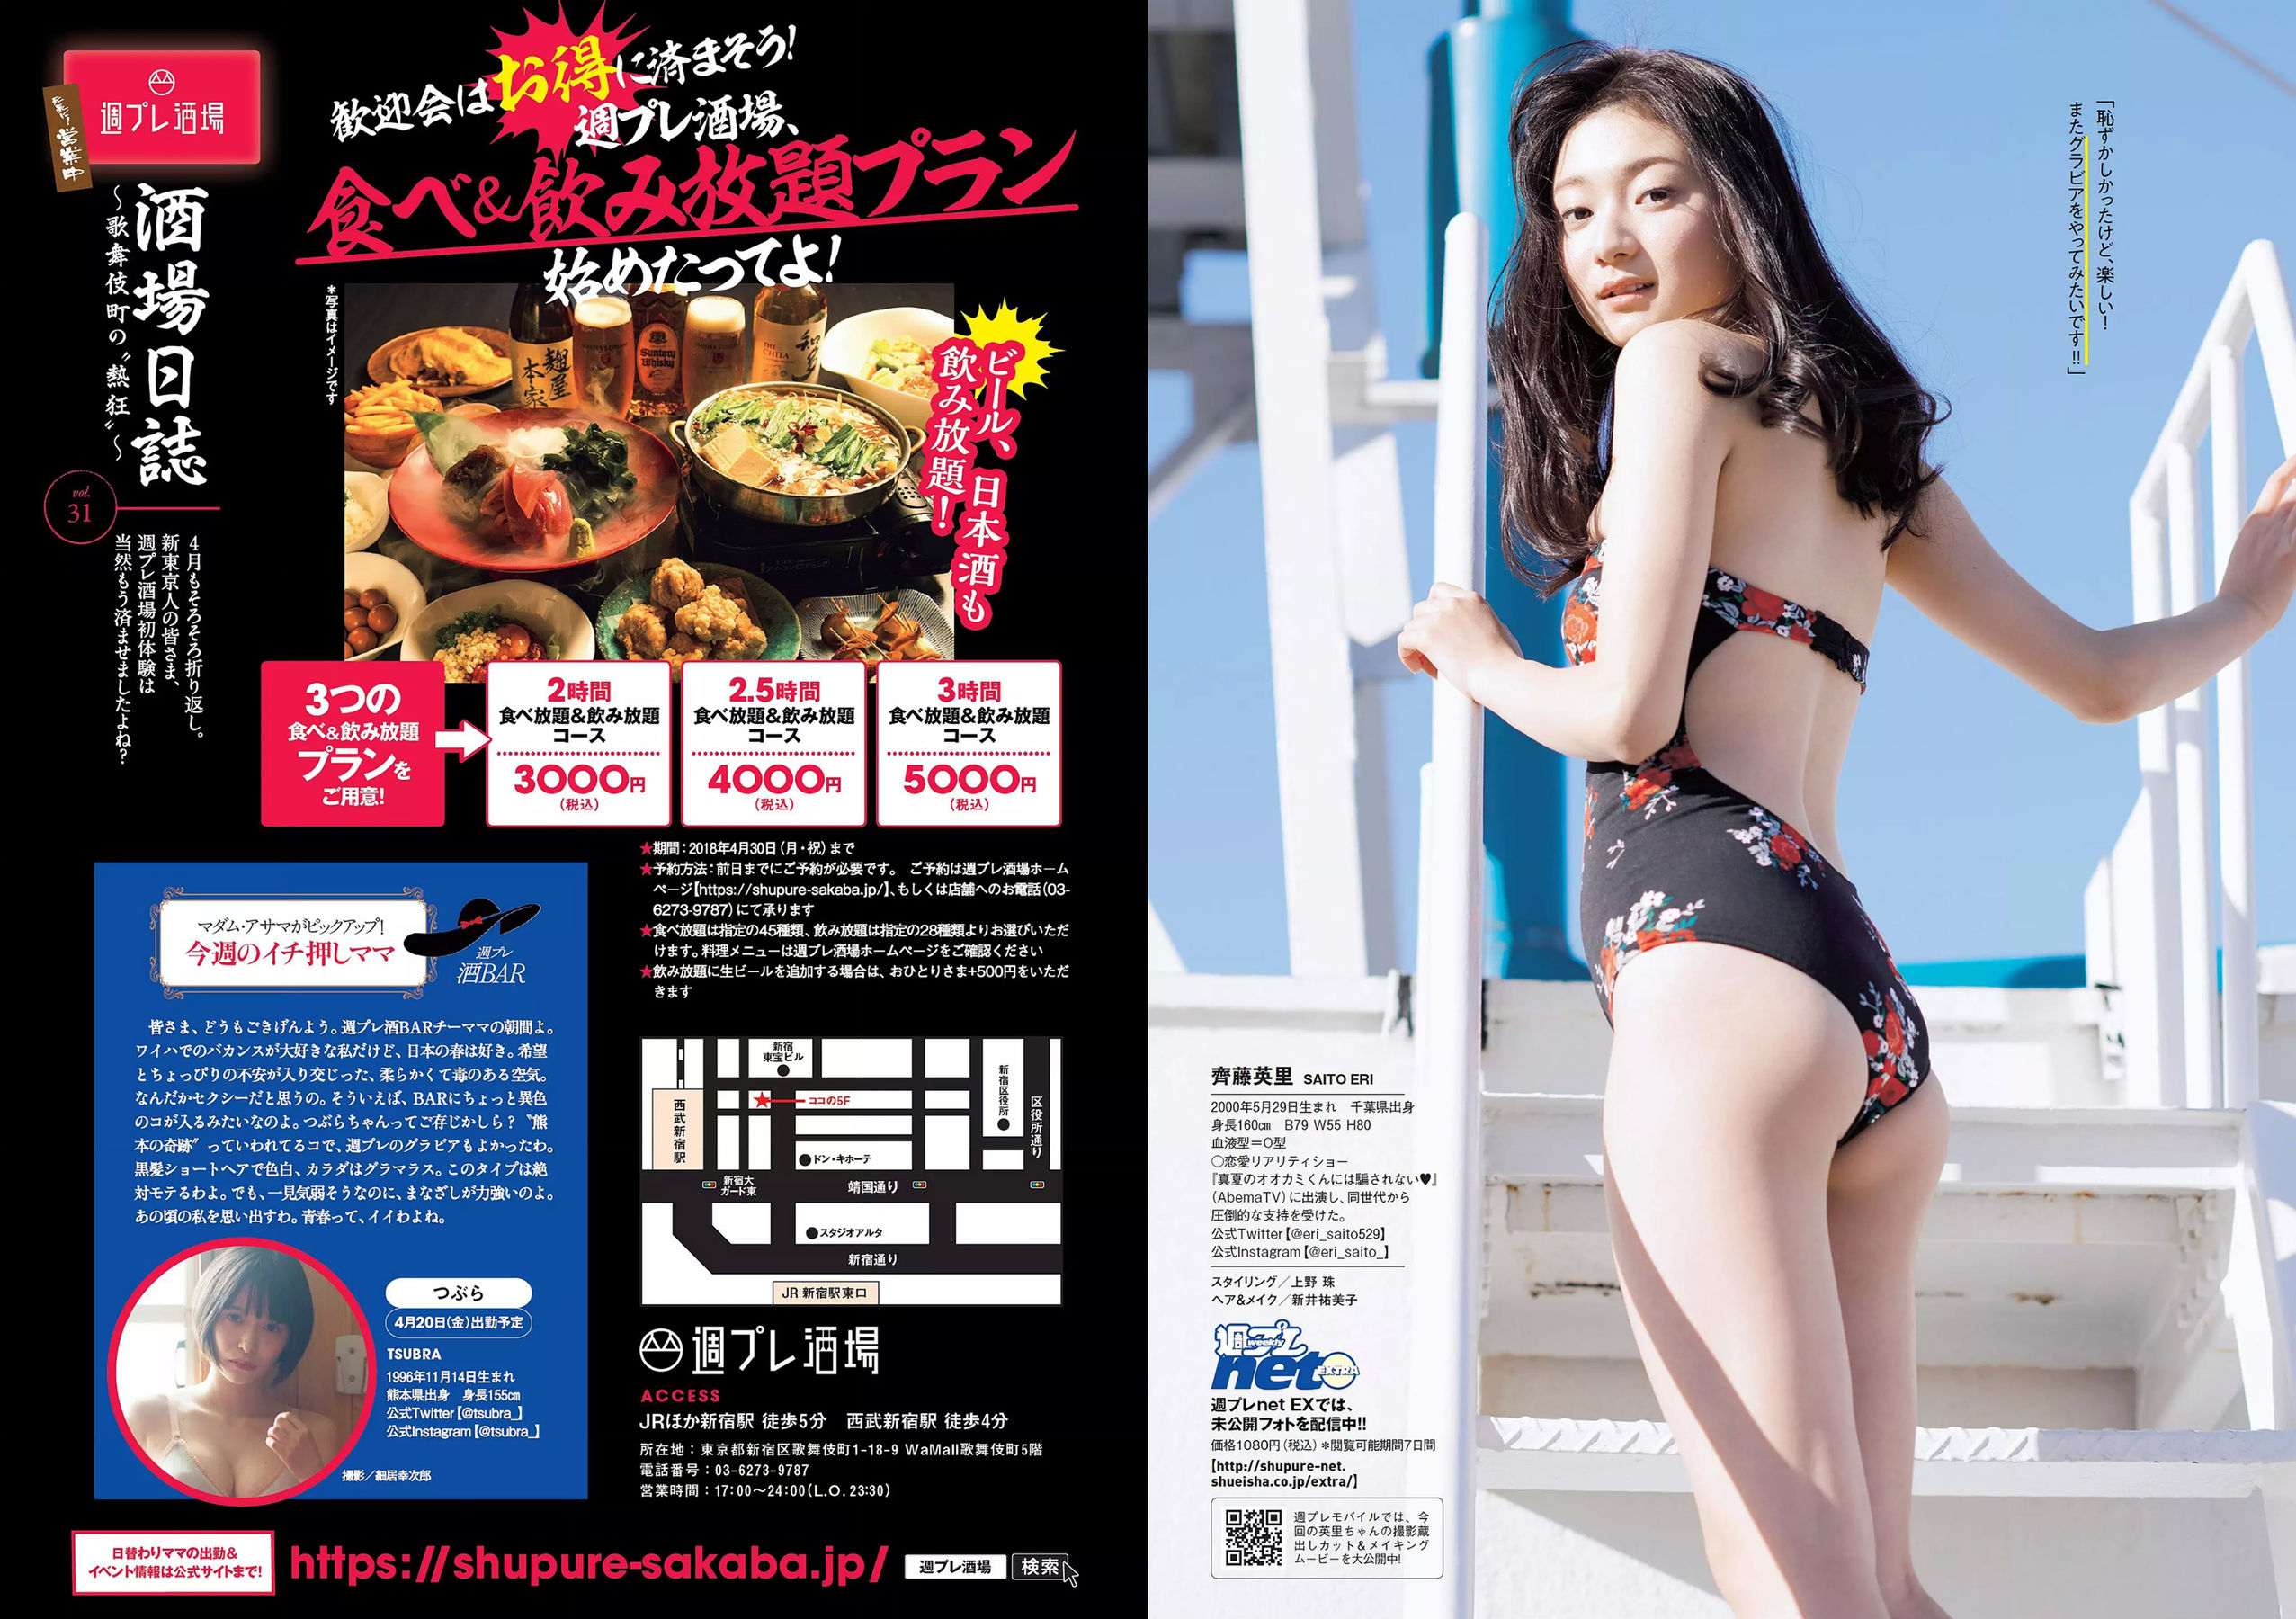 週プレ酒場
営業中
酒場日誌
〜歌舞伎町の“熱狂”〜
vol.
31
4月もそろそろ折り返し。
新東京人の皆さま、
週プレ酒場初体験は
当然もう済ませましたよね？
歓迎会はお得に済まそう！
週プレ酒場、
食べ&飲み放題プラン
始めたってよ！
＊写真はイメージです
麹屋
本家
SUNTORY
Whisky
THE
CHITA
知多
ビール、日本酒も
飲み放題！
3つの
食べ&飲み放題
プランを
ご用意！
2時間
食べ放題&飲み放題
コース
3000円
（税込）
2.5時間
食べ放題&飲み放題
コース
4000円
（税込）
3時間
食べ放題&飲み放題
コース
5000円
（税込）
★期間：2018年4月30日（月・祝）まで
★予約方法：前日までにご予約が必要です。 ご予約は週プレ酒場ホーム
ページ【https://shupure-sakaba.jp/】、もしくは店舗へのお電話（03-
6273-9787）にて承ります
★食べ放題は指定の45種類、飲み放題は指定の28種類よりお選びいただ
けます。料理メニューは週プレ酒場ホームページをご確認ください
★飲み放題に生ビールを追加する場合は、おひとりさま+500円をいただ
きます
マダム・アサマがピックアップ！
今週のイチ押しママ
週プレ
酒BAR
皆さま、どうもごきげんよう。週プレ酒BARチーママの朝間よ。
ワイハでのバカンスが大好きな私だけど、日本の春は好き。希望
とちょっぴりの不安が入り交じった、柔らかくて毒のある空気。
なんだかセクシーだと思うの。そういえば、BARにちょっと異色
のコが入るみたいなのよ。つぶらちゃんってご存じかしら？ “熊
本の奇跡”っていわれてるコで、週プレのグラビアもよかったわ。
黒髪ショートヘアで色白、カラダはグラマラス。このタイプは絶
対モテるわよ。でも、一見気弱そうなのに、まなざしが力強いのよ。
あの頃の私を思い出すわ。青春って、イイわよね。
つぶら
4月20日（金）出勤予定
TSUBRA
1996年11月14日生まれ
熊本県出身 身長155cm
公式Twitter【@tsubra_】
公式Instagram【@tsubra_】
撮影／細居幸次郎
新宿
東宝ビル
西武新宿駅
ココの5F
新宿区役所
区役所通り
ドン・キホーテ
新宿大
ガード東
靖国通り
スタジオアルタ
新宿通り
JR 新宿駅東口
週プレ酒場
ACCESS
JRほか新宿駅 徒歩5分 西武新宿駅 徒歩4分
所在地：東京都新宿区歌舞伎町1-18-9 WaMall歌舞伎町5階
電話番号：03-6273-9787
営業時間：17:00〜24:00（L.O. 23:30）
日替わりママの出勤&
イベント情報は公式サイトまで！
https://shupure-sakaba.jp/
週プレ酒場
検索
「恥ずかしかったけど、楽しい！
またグラビアをやってみたいです!!」
齊藤英里 SAITO ERI
2000年5月29日生まれ 千葉県出身
身長160cm B79 W55 H80
血液型＝O型
○恋愛リアリティショー
『真夏のオオカミくんには騙されない♥』
（AbemaTV）に出演し、同世代から
圧倒的な支持を受けた。
公式Twitter【@eri_saito529】
公式Instagram【@eri_saito_】
スタイリング／上野 珠
ヘア&メイク／新井祐美子
週プレ
weekly
net
EXTRA
週プレnet EXでは、
未公開フォトを配信中!!
価格1080円（税込）＊閲覧可能期間7日間
【http://shupure-net.
shueisha.co.jp/extra/】
週プレモバイルでは、今
回の英里ちゃんの撮影蔵
出しカット&メイキング
ムービーを大公開中！